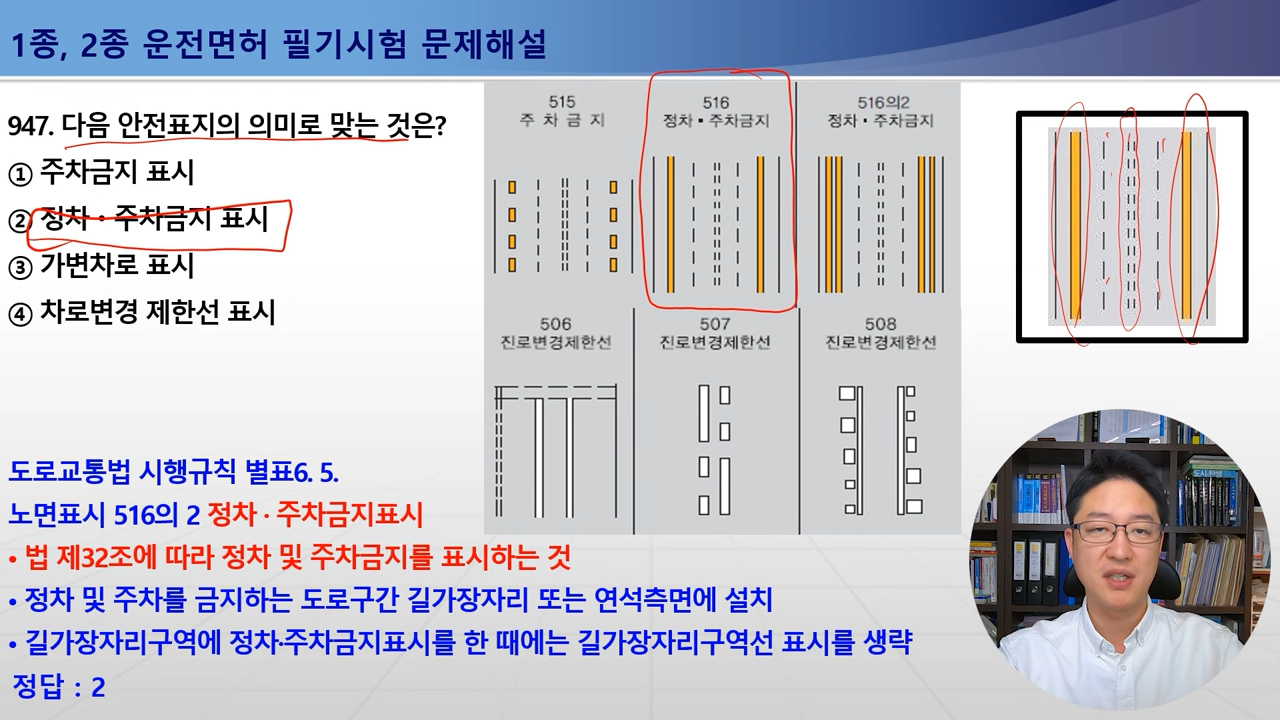 1종, 2종 운전면허 필기시험 문제해설
947. 다음 안전표지의 의미로 맞는 것은?
① 주차금지 표시
② 정차·주차금지 표시
③ 가변차로 표시
④ 차로변경 제한선 표시
515
주 차 금 지
516
정차▪주차금지
516의2
정차▪주차금지
506
진로변경제한선
507
진로변경제한선
508
진로변경제한선
도로교통법 시행규칙 별표6. 5.
노면표시 516의 2 정차 · 주차금지표시
• 법 제32조에 따라 정차 및 주차금지를 표시하는 것
• 정차 및 주차를 금지하는 도로구간 길가장자리 또는 연석측면에 설치
• 길가장자리구역에 정차·주차금지표시를 한 때에는 길가장자리구역선 표시를 생략
정답 : 2